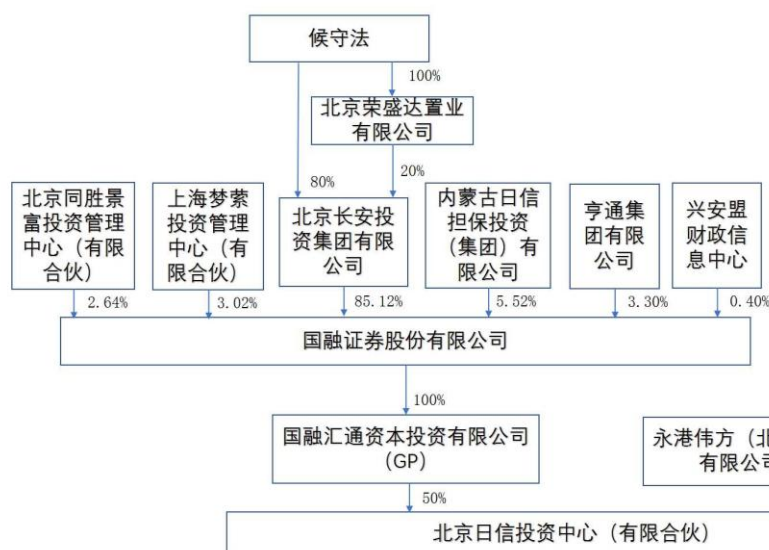 候守法
100%
北京荣盛达置业
有限公司
80%
20%
北京同胜景
富投资管理
中心（有限
合伙）
上海梦萦
投资管理
中心（有
限合伙）
北京长安投
资集团有限
公司
内蒙古日信
担保投资
（集团）有
限公司
亨通集
团有限
公司
兴安盟
财政信
息中心
2.64%
3.02%
85.12%
5.52%
3.30%
0.40%
国融证券股份有限公司
100%
国融汇通资本投资有限公司
（GP）
永港伟方（北
有限公司
50%
北京日信投资中心（有限合伙）